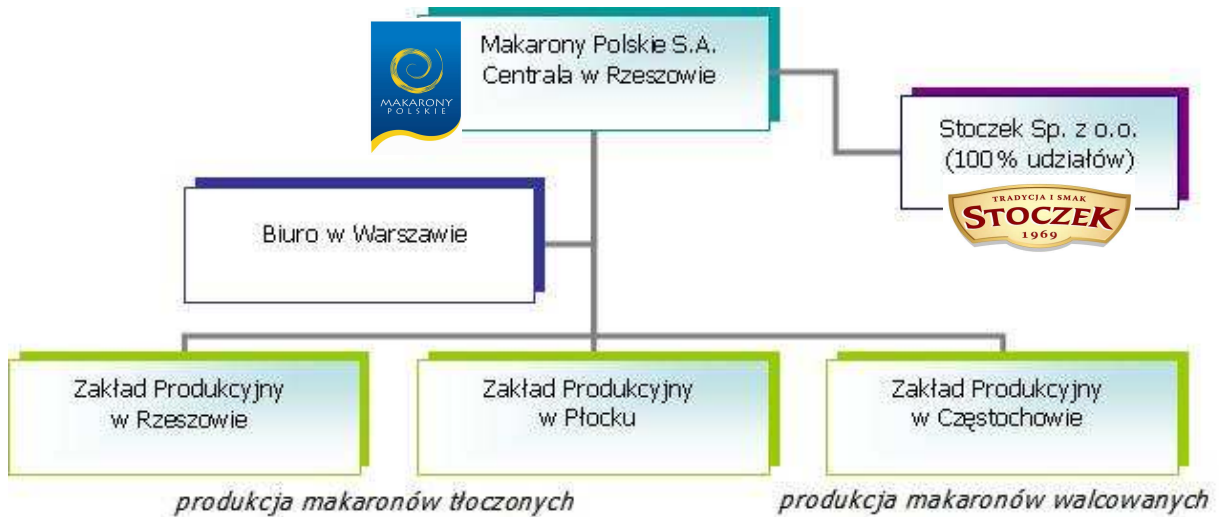 Makarony Polskie S.A.
Centrala w Rzeszowie
MAKARONY
POLSKIE
Stoczek Sp. z o.o.
(100% udziałów)
TRADYCJA I SMAK
STOCZEK
1969
Biuro w Warszawie
Zakład Produkcyjny
w Rzeszowie
Zakład Produkcyjny
w Płocku
Zakład Produkcyjny
w Częstochowie
produkcja makaronów tłoczonych
produkcja makaronów walcowanych